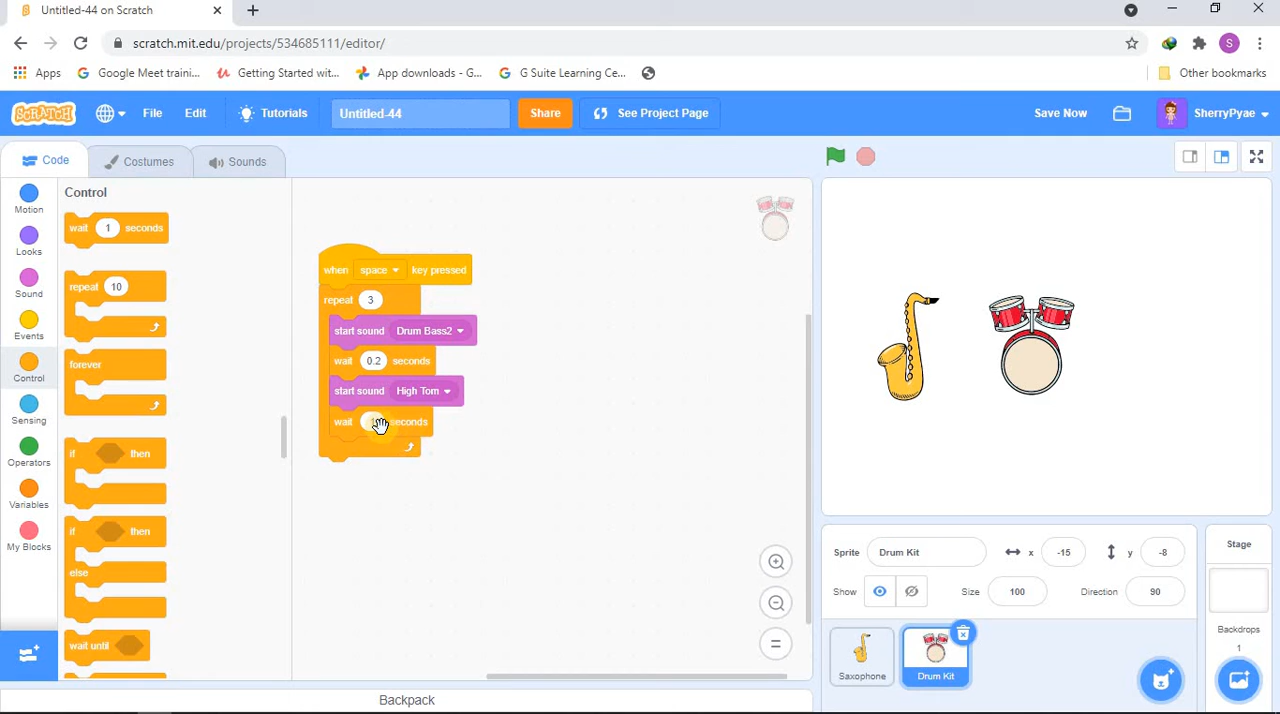 Untitled-44 on Scratch
scratch.mit.edu/projects/534685111/editor/
S
Apps
Google Meet traini...
Getting Started wit...
App downloads - G...
G Suite Learning Ce...
Other bookmarks
SCRATCH
File
Edit
Tutorials
Untitled-44
Share
See Project Page
Save Now
SherryPyae
Code
Costumes
Sounds
Motion
Looks
Sound
Events
Control
Sensing
Operators
Variables
My Blocks
Control
wait 1 seconds
repeat 10
forever
if then
if then
else
wait until
when space key pressed
repeat 3
start sound Drum Bass2
wait 0.2 seconds
start sound High Tom
wait seconds
Sprite Drum Kit x -15 y -8
Show Size 100 Direction 90
Saxophone
Drum Kit
Stage
Backdrops
1
Backpack